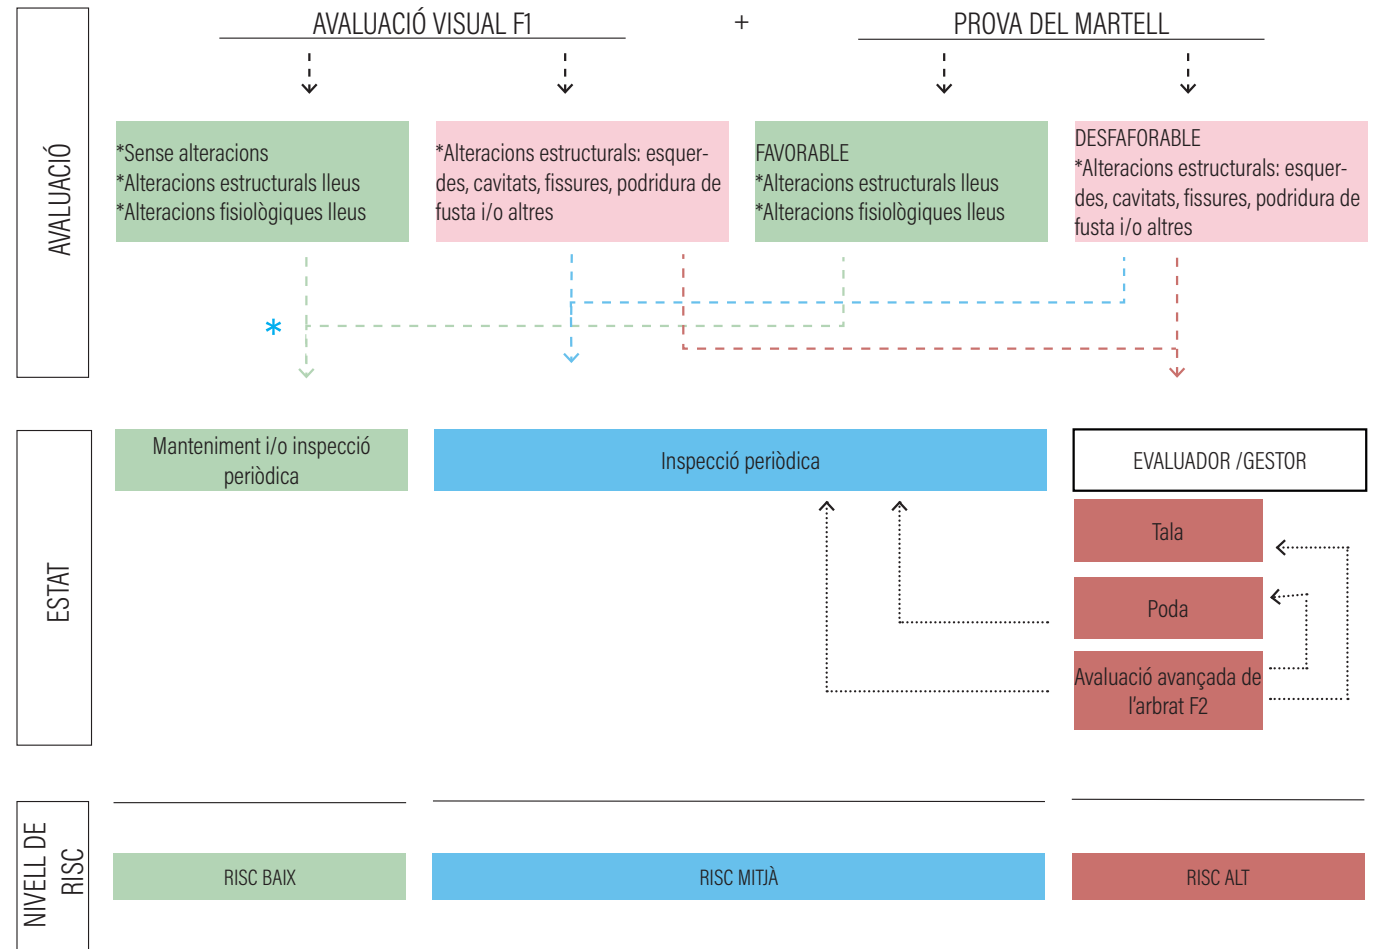 AVALUACIÓ VISUAL F1
+
PROVA DEL MARTELL
AVALUACIÓ
*Sense alteracions
*Alteracions estructurals lleus
*Alteracions fisiològiques lleus
*Alteracions estructurals: esquer-
des, cavitats, fissures, podridura de
fusta i/o altres
FAVORABLE
*Alteracions estructurals lleus
*Alteracions fisiològiques lleus
DESFAFORABLE
*Alteracions estructurals: esquer-
des, cavitats, fissures, podridura de
fusta i/o altres
*
ESTAT
Manteniment i/o inspecció
periòdica
Inspecció periòdica
EVALUADOR /GESTOR
Tala
Poda
Avaluació avançada de
l'arbrat F2
NIVELL DE
RISC
RISC BAIX
RISC MITJÀ
RISC ALT